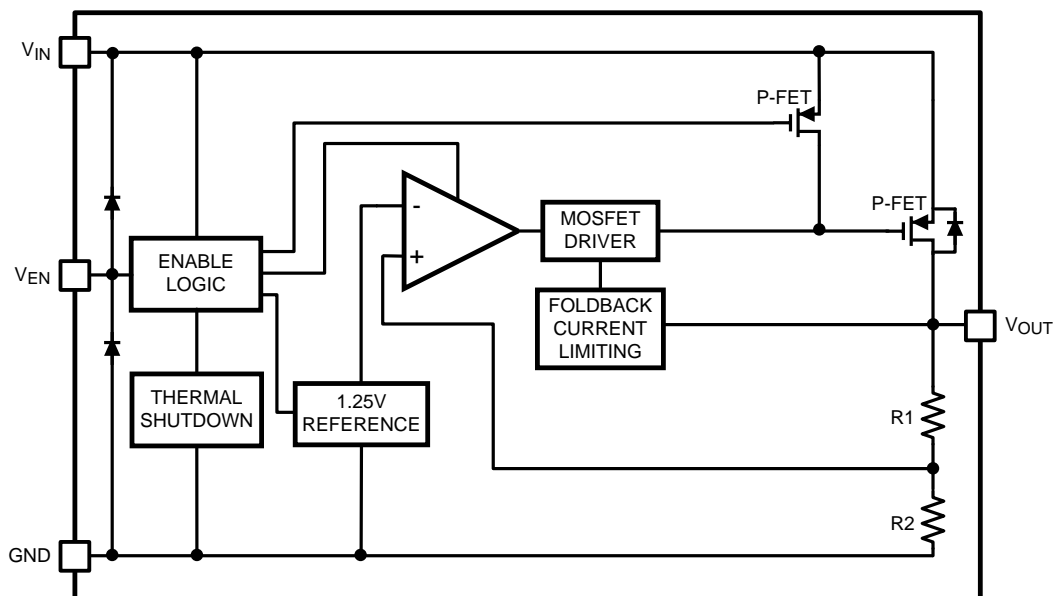 VIN
P-FET
P-FET
-
MOSFET
DRIVER
+
VEN
ENABLE
LOGIC
FOLDBACK
CURRENT
LIMITING
VOUT
THERMAL
SHUTDOWN
1.25V
REFERENCE
R1
R2
GND